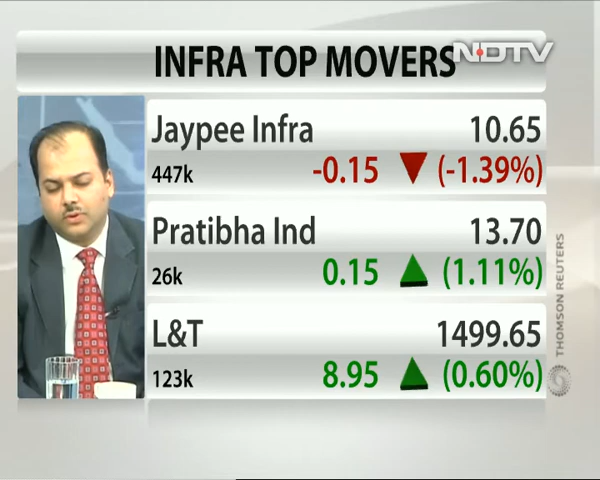 INFRA TOP MOVERS
NDTV
Jaypee Infra 10.65
447k -0.15 ▼ (-1.39%)
Pratibha Ind 13.70
26k 0.15 ▲ (1.11%)
L&T 1499.65
123k 8.95 ▲ (0.60%)
THOMSON REUTERS